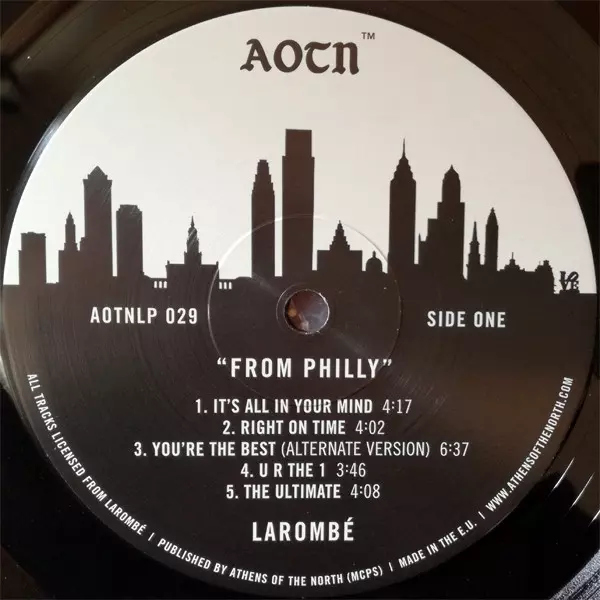 AOTN™
AOTNLP 029
SIDE ONE
“FROM PHILLY”
1. IT'S ALL IN YOUR MIND 4:17
2. RIGHT ON TIME 4:02
3. YOU'RE THE BEST (ALTERNATE VERSION) 6:37
4. U R THE 1 3:46
5. THE ULTIMATE 4:08
LAROMBÉ
ALL TRACKS LICENSED FROM LAROMBÉ | PUBLISHED BY ATHENS OF THE NORTH (MCPS) | MADE IN THE E.U. | WWW.ATHENSOFTHENORTH.COM